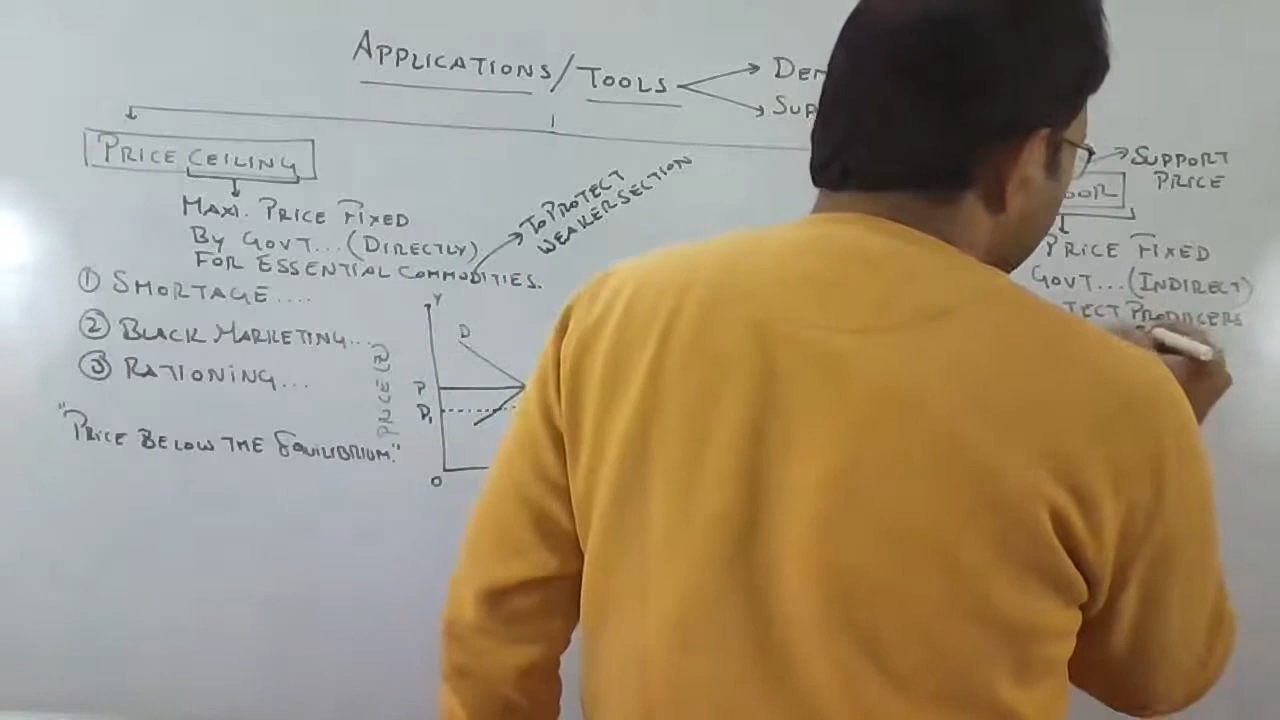 APPLICATIONS/TOOLS
DEM
SUP
PRICE CEILING
MAXI. PRICE FIXED
BY GOVT...(DIRECTLY)
FOR ESSENTIAL COMMODITIES.
TO PROTECT
WEAKER SECTION
① SHORTAGE....
② BLACK MARKETING...
③ RATIONING...
"PRICE BELOW THE EQUILIBRIUM."
Y
D
PRICE (₹)
P
P₁
O
SUPPORT
PRICE
OOR
PRICE FIXED
GOVT...(INDIRECT)
TECT PRODUCERS